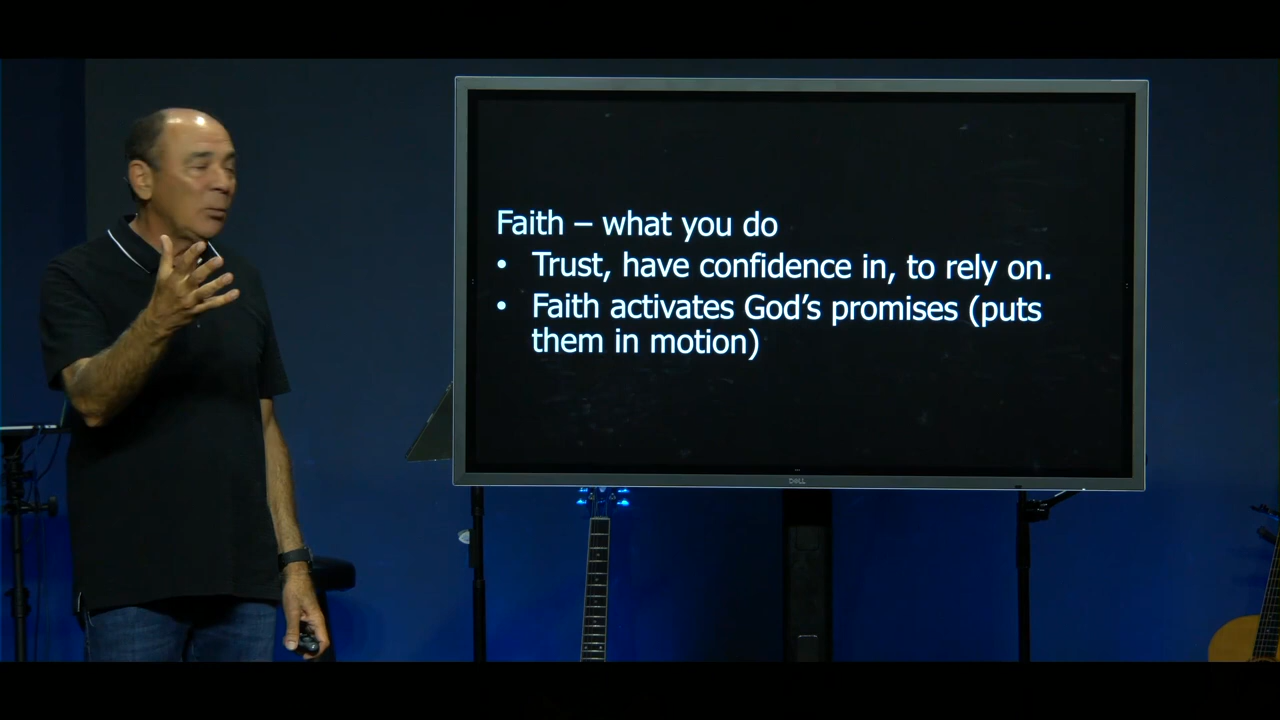 Faith – what you do
• Trust, have confidence in, to rely on.
• Faith activates God’s promises (puts
them in motion)
DELL